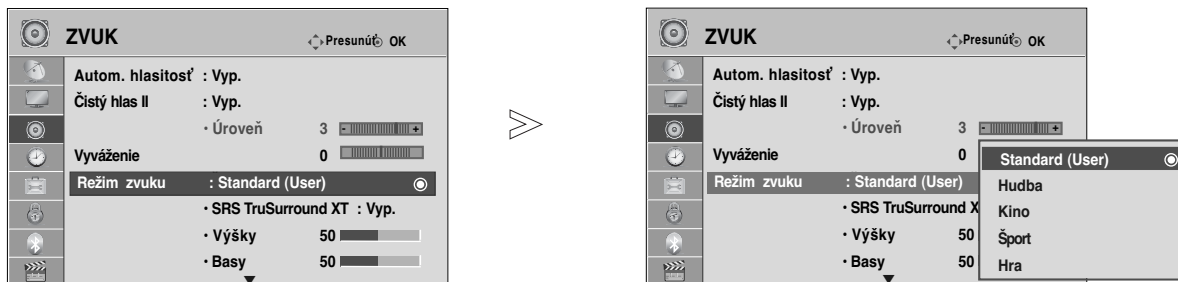 ZVUK Presunúť OK
Autom. hlasitosť : Vyp.
Čistý hlas II : Vyp.
• Úroveň 3 - +
Vyváženie 0
Režim zvuku : Standard (User)
• SRS TruSurround XT : Vyp.
• Výšky 50
• Basy 50
>
ZVUK Presunúť OK
Autom. hlasitosť : Vyp.
Čistý hlas II : Vyp.
• Úroveň 3 - +
Vyváženie 0
Režim zvuku : Standard (User)
• SRS TruSurround X
• Výšky 50
• Basy 50
Standard (User)
Hudba
Kino
Šport
Hra